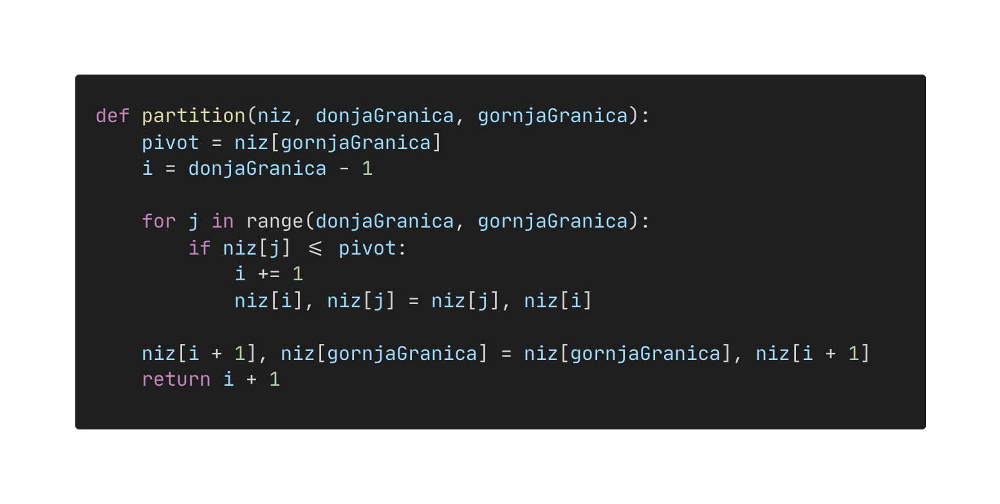 def partition(niz, donjaGranica, gornjaGranica):
    pivot = niz[gornjaGranica]
    i = donjaGranica - 1

    for j in range(donjaGranica, gornjaGranica):
        if niz[j] <= pivot:
            i += 1
            niz[i], niz[j] = niz[j], niz[i]

    niz[i + 1], niz[gornjaGranica] = niz[gornjaGranica], niz[i + 1]
    return i + 1